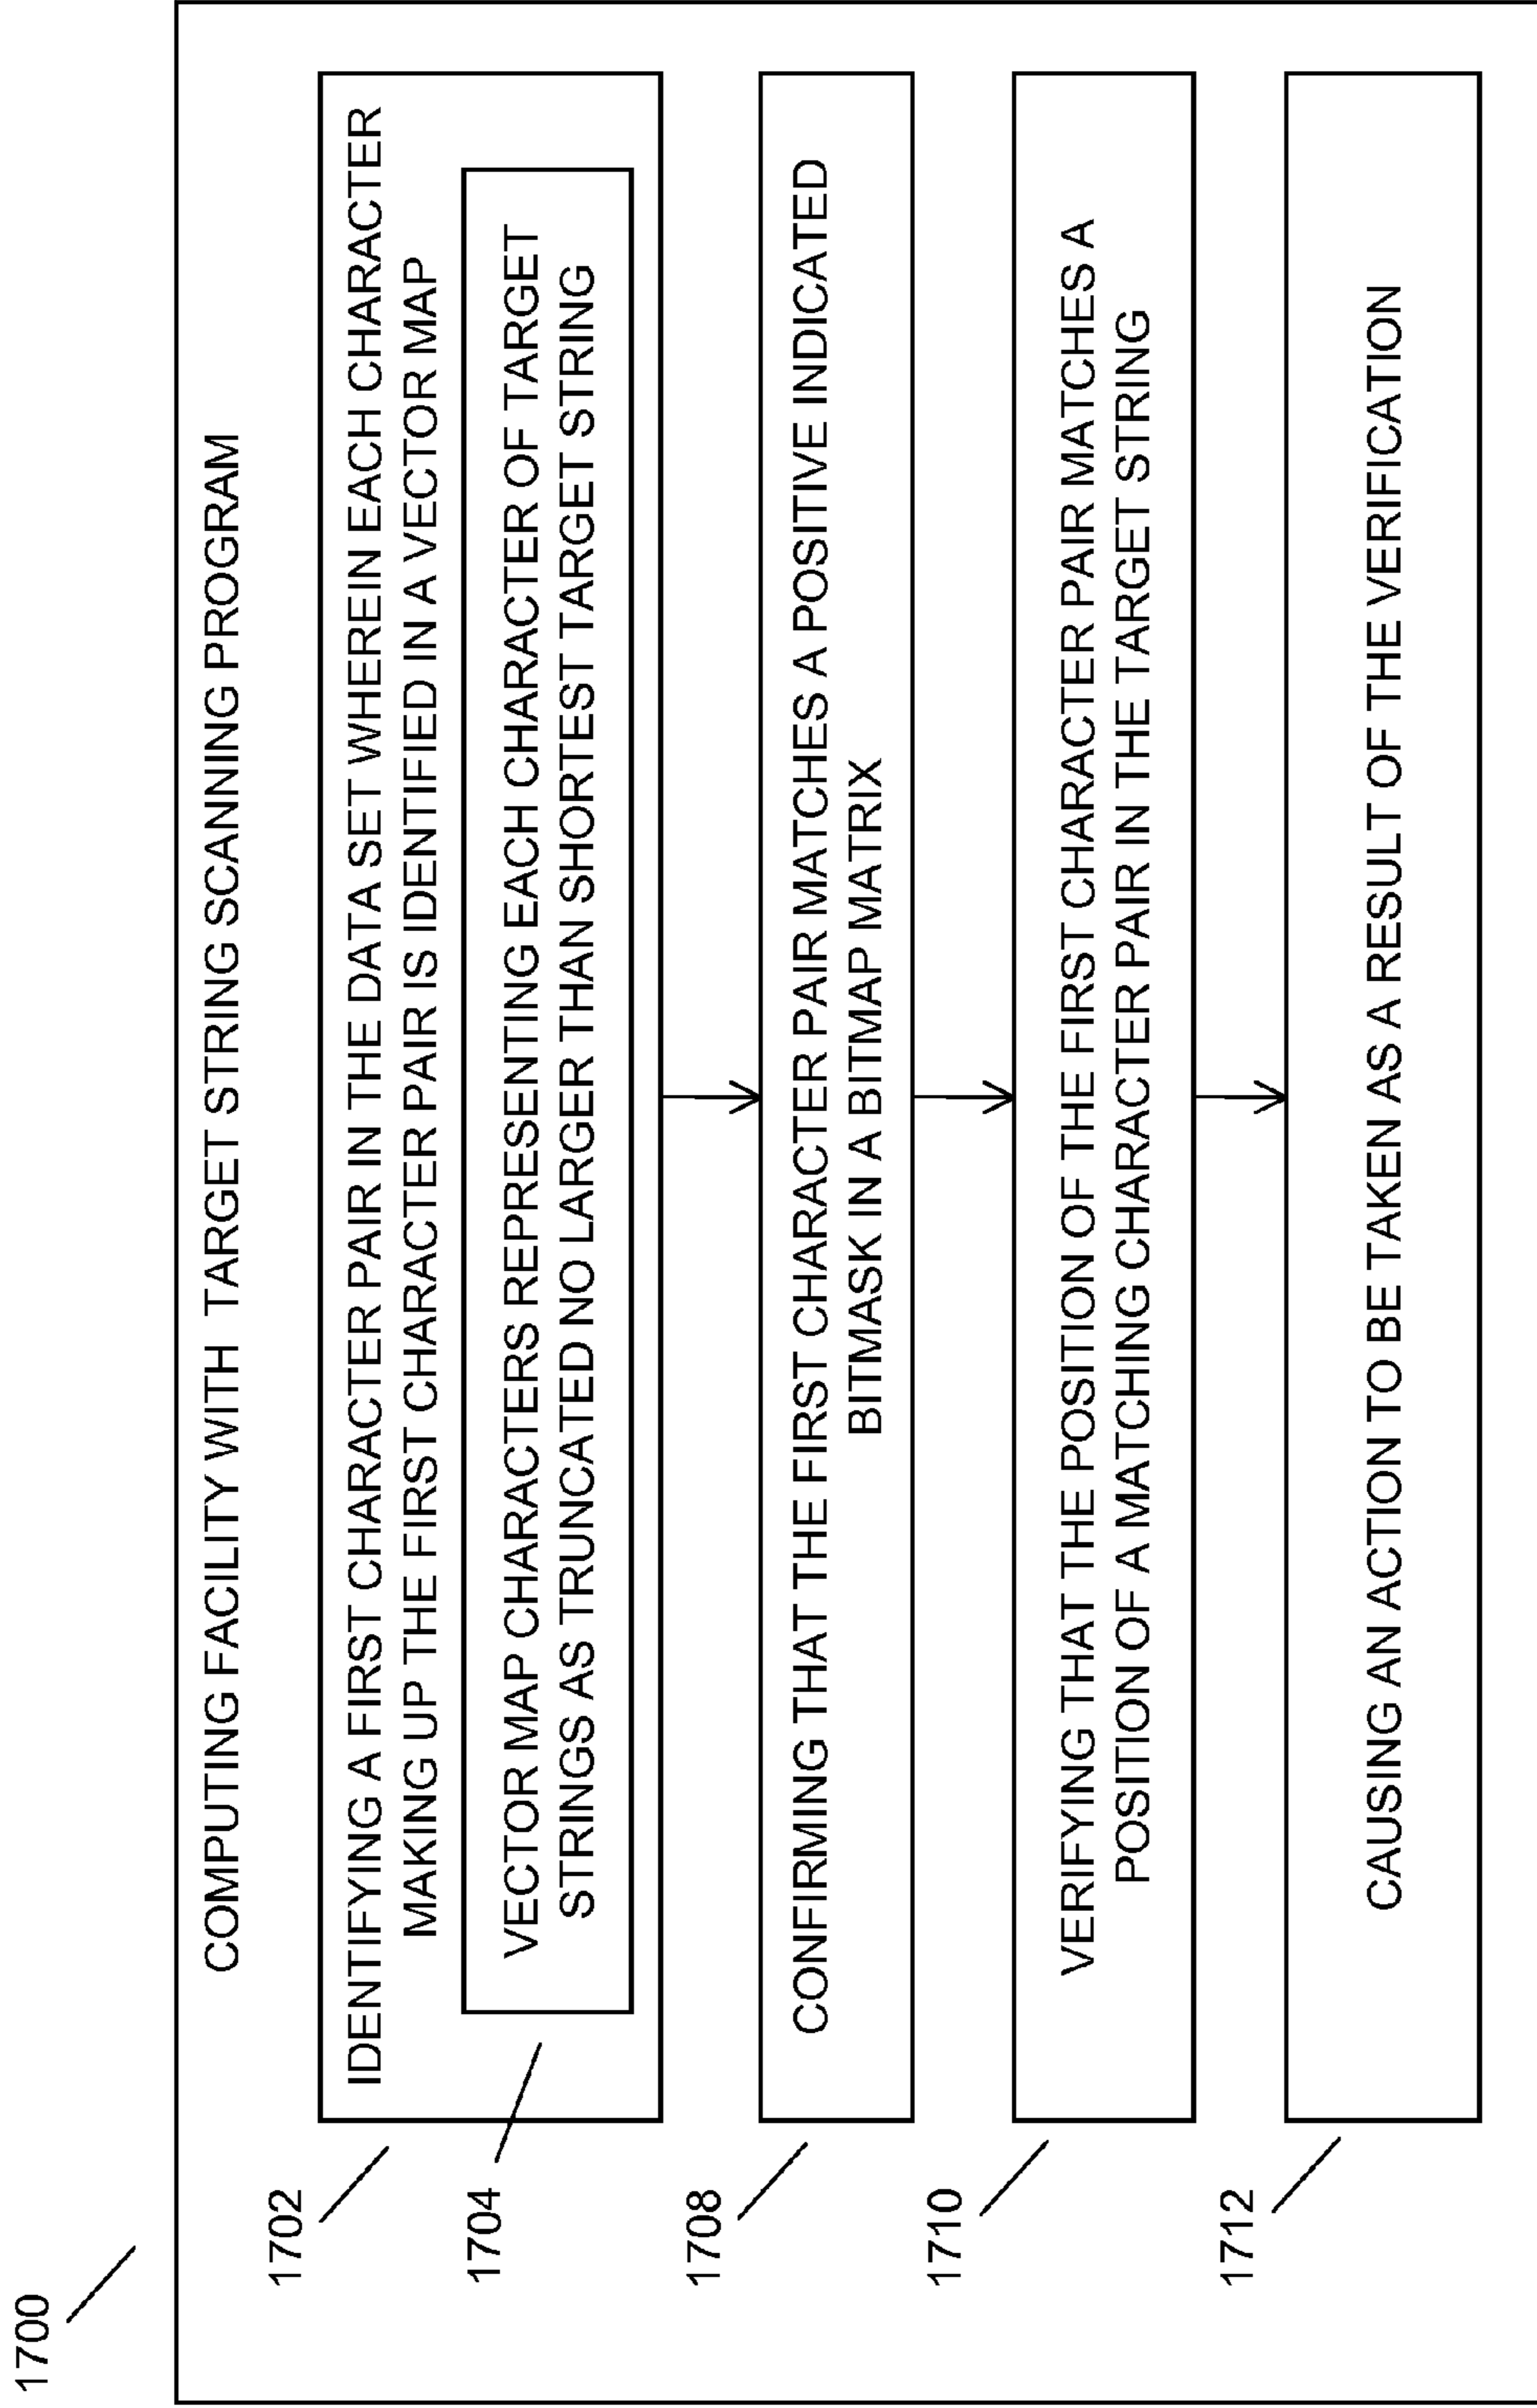 1700
COMPUTING FACILITY WITH TARGET STRING SCANNING PROGRAM
1702
IDENTIFYING A FIRST CHARACTER PAIR IN THE DATA SET WHEREIN EACH CHARACTER
MAKING UP THE FIRST CHARACTER PAIR IS IDENTIFIED IN A VECTOR MAP
1704
VECTOR MAP CHARACTERS REPRESENTING EACH CHARACTER OF TARGET
STRINGS AS TRUNCATED NO LARGER THAN SHORTEST TARGET STRING
1708
CONFIRMING THAT THE FIRST CHARACTER PAIR MATCHES A POSITIVE INDICATED
BITMASK IN A BITMAP MATRIX
1710
VERIFYING THAT THE POSITION OF THE FIRST CHARACTER PAIR MATCHES A
POSITION OF A MATCHING CHARACTER PAIR IN THE TARGET STRING
1712
CAUSING AN ACTION TO BE TAKEN AS A RESULT OF THE VERIFICATION